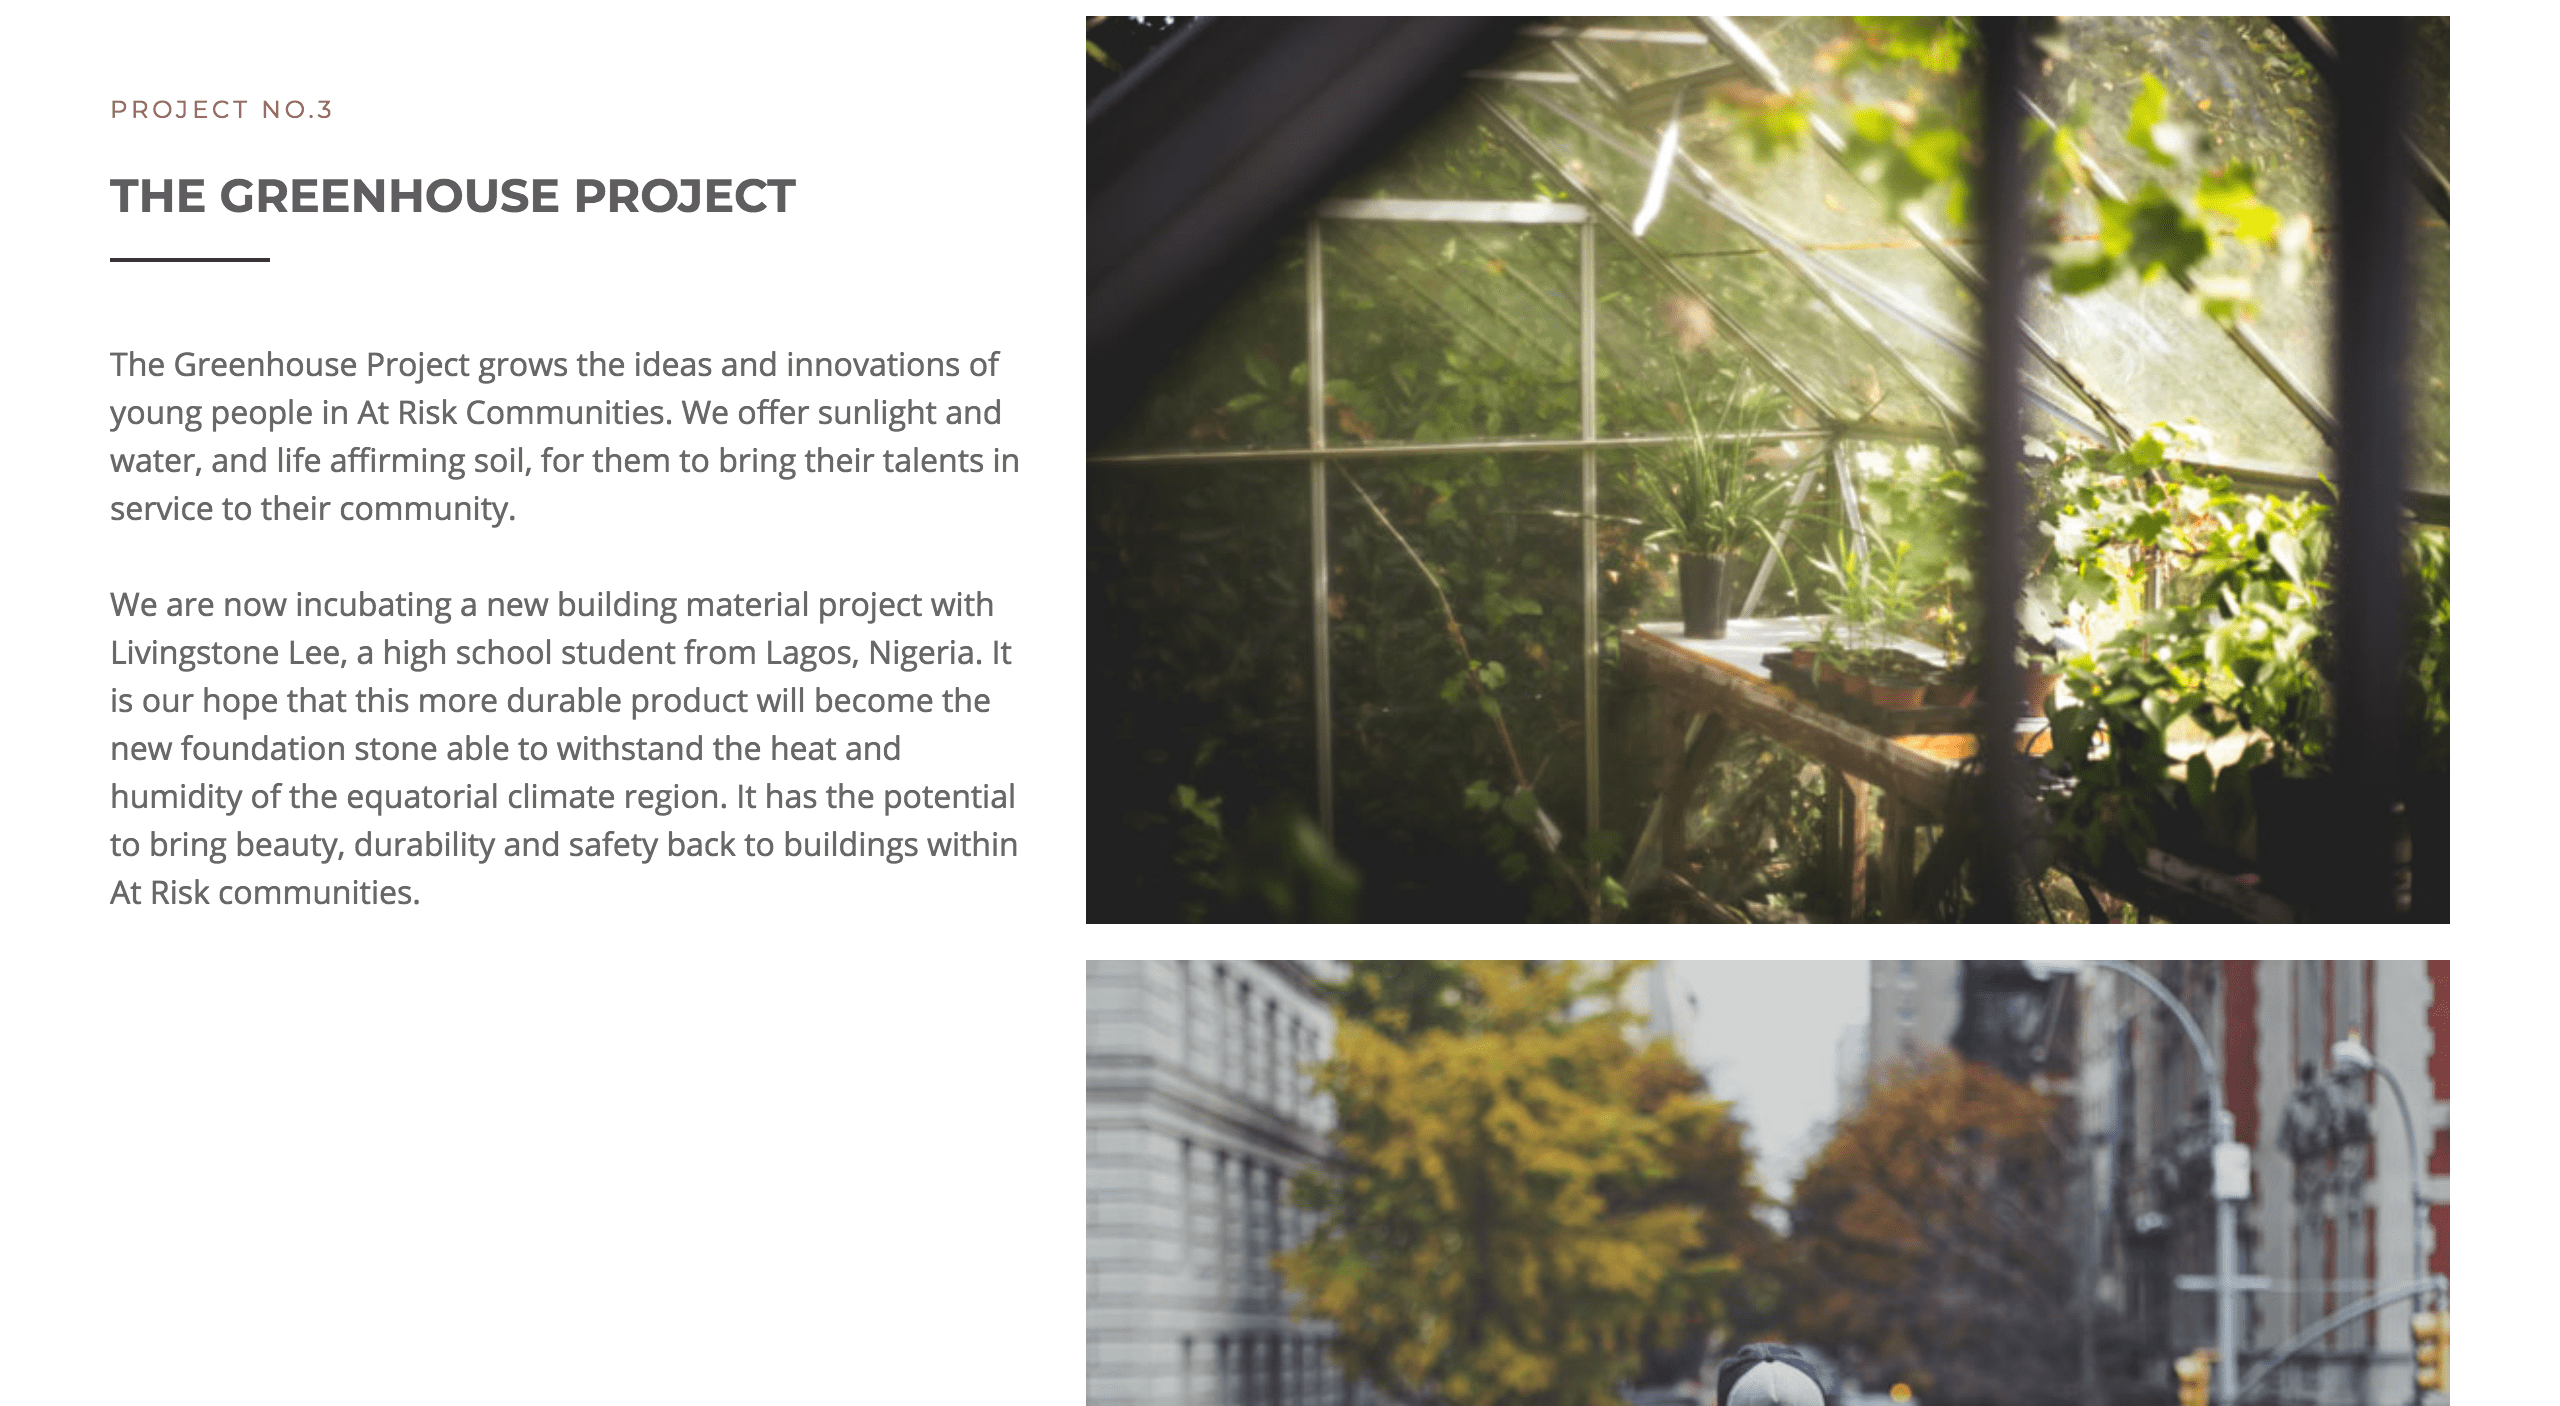 PROJECT NO.3
THE GREENHOUSE PROJECT
The Greenhouse Project grows the ideas and innovations of
young people in At Risk Communities. We offer sunlight and
water, and life affirming soil, for them to bring their talents in
service to their community.
We are now incubating a new building material project with
Livingstone Lee, a high school student from Lagos, Nigeria. It
is our hope that this more durable product will become the
new foundation stone able to withstand the heat and
humidity of the equatorial climate region. It has the potential
to bring beauty, durability and safety back to buildings within
At Risk communities.